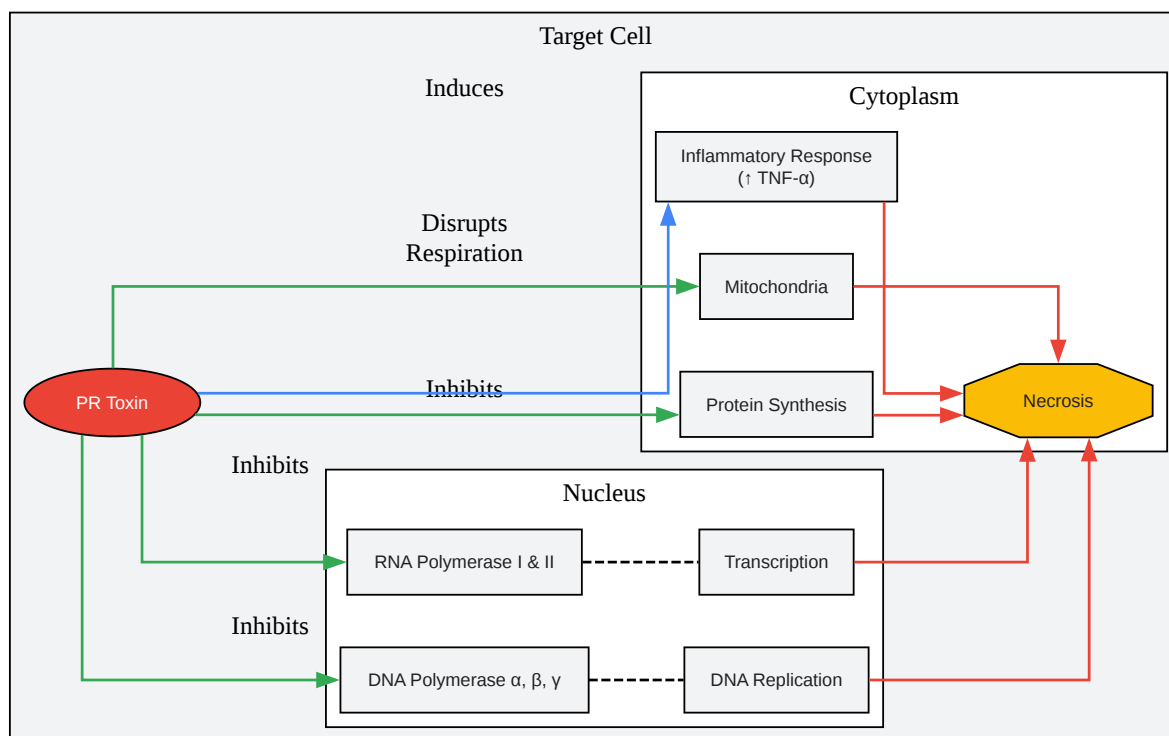 Target Cell
Induces
Cytoplasm
Inflammatory Response
(↑ TNF-α)
Disrupts
Respiration
Mitochondria
PR Toxin
Inhibits
Protein Synthesis
Necrosis
Inhibits
Nucleus
RNA Polymerase I & II
Transcription
Inhibits
DNA Polymerase α, β, γ
DNA Replication